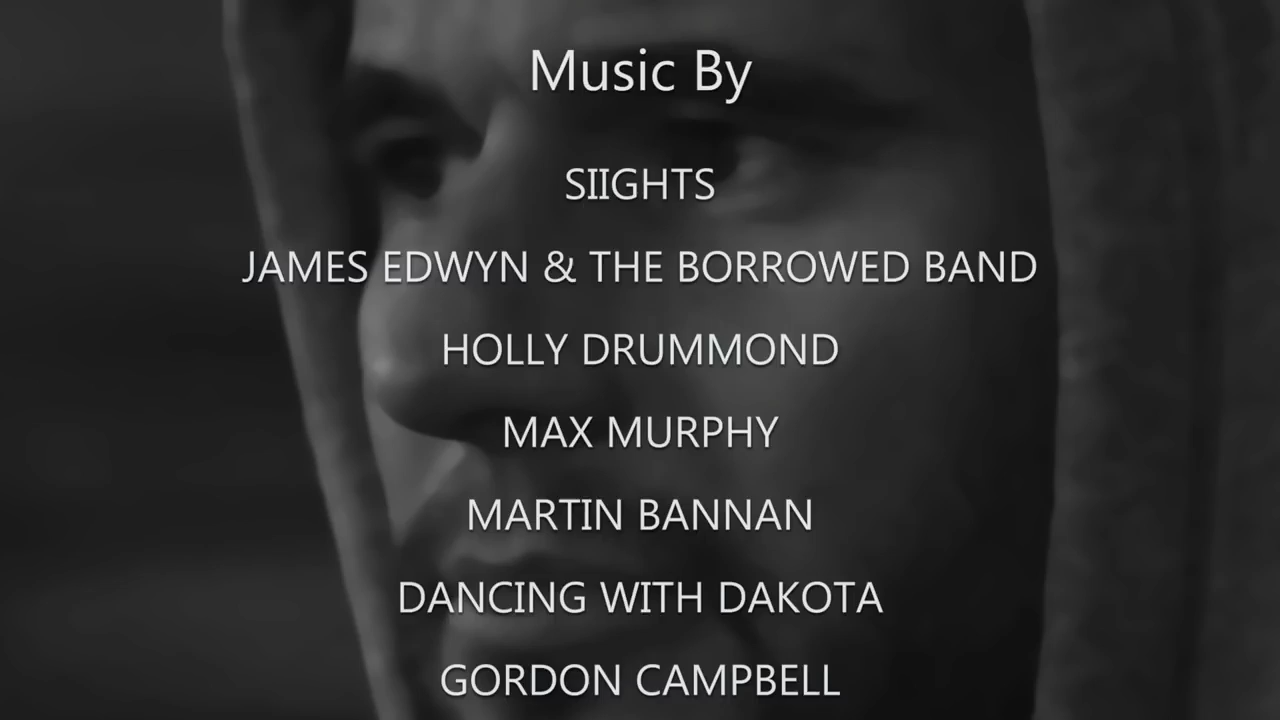 Music By
SIIGHTS
JAMES EDWYN & THE BORROWED BAND
HOLLY DRUMMOND
MAX MURPHY
MARTIN BANNAN
DANCING WITH DAKOTA
GORDON CAMPBELL